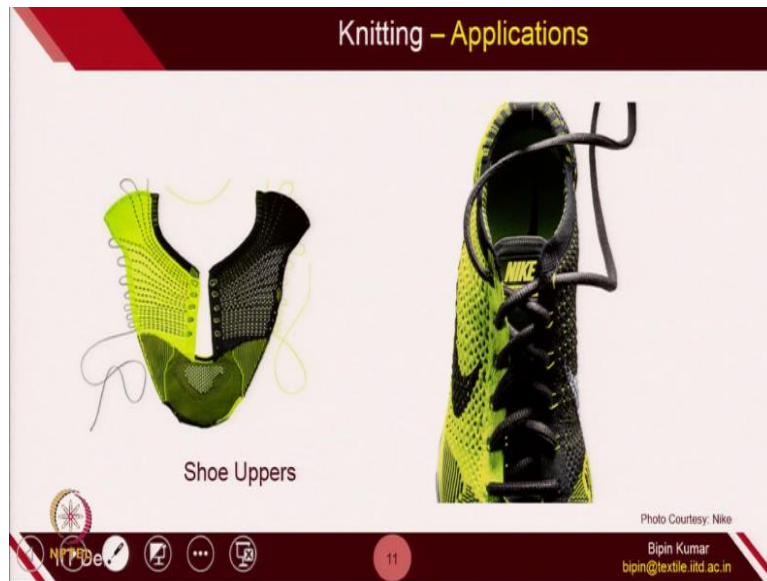 Knitting – Applications
NIKE
Shoe Uppers
Photo Courtesy: Nike
NPTEL
11
Bipin Kumar
bipin@textile.iitd.ac.in